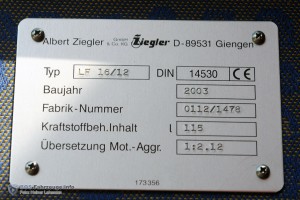 Albert Ziegler GmbH & Co. KG Ziegler D-89531 Giengen
Typ LF 16/12 DIN 14530 CE
Baujahr 2003
Fabrik-Nummer 0112/1478
Kraftstoffbeh.Inhalt l 115
Übersetzung Mot.-Aggr. 1:2,12
173356